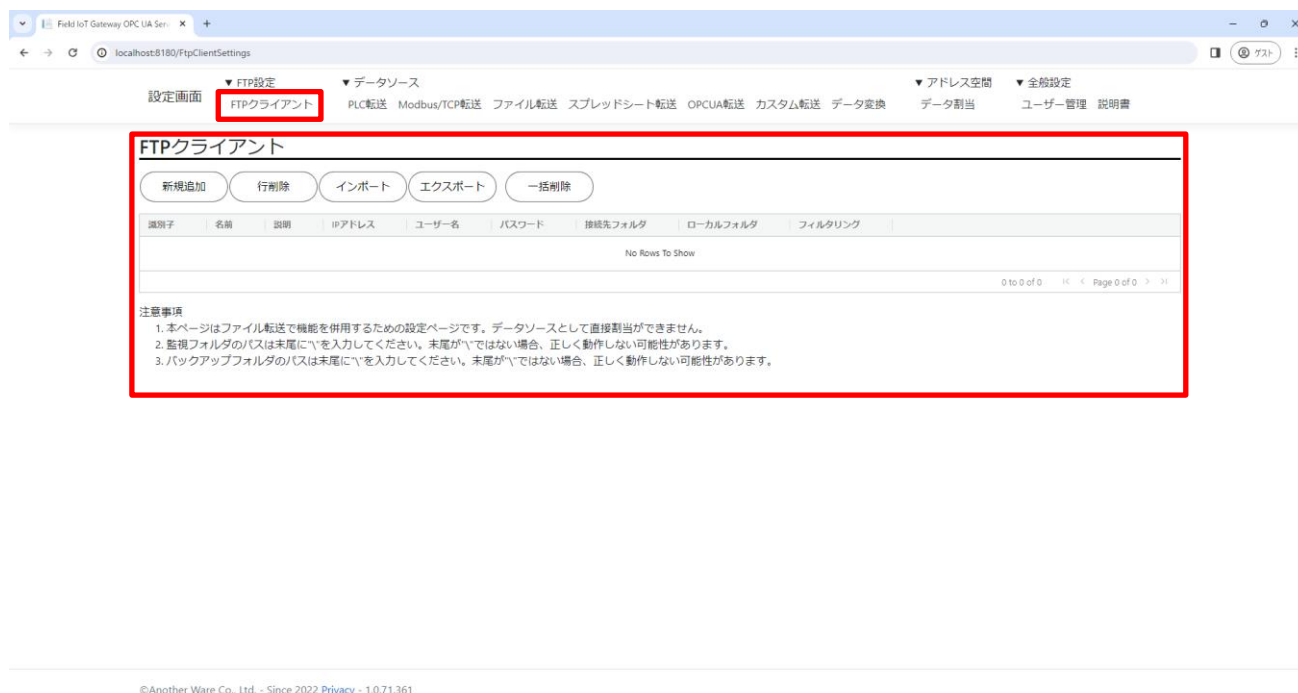 Field IoT Gateway OPC UA Ser
localhost:8180/FtpClientSettings
ゲスト
設定画面
▼ FTP設定
FTPクライアント
▼ データソース
PLC転送 Modbus/TCP転送 ファイル転送 スプレッドシート転送 OPCUA転送 カスタム転送 データ変換
▼ アドレス空間
データ割当
▼ 全般設定
ユーザー管理 説明書
FTPクライアント
新規追加 行削除 インポート エクスポート 一括削除
識別子 名前 説明 IPアドレス ユーザー名 パスワード 接続先フォルダ ローカルフォルダ フィルタリング
No Rows To Show
0 to 0 of 0 Page 0 of 0
注意事項
1. 本ページはファイル転送で機能を併用するための設定ページです。データソースとして直接割当ができません。
2. 監視フォルダのパスは末尾に"\"を入力してください。末尾が"\"ではない場合、正しく動作しない可能性があります。
3. バックアップフォルダのパスは末尾に"\"を入力してください。末尾が"\"ではない場合、正しく動作しない可能性があります。
©Another Ware Co., Ltd. - Since 2022 Privacy - 1.0.71.361